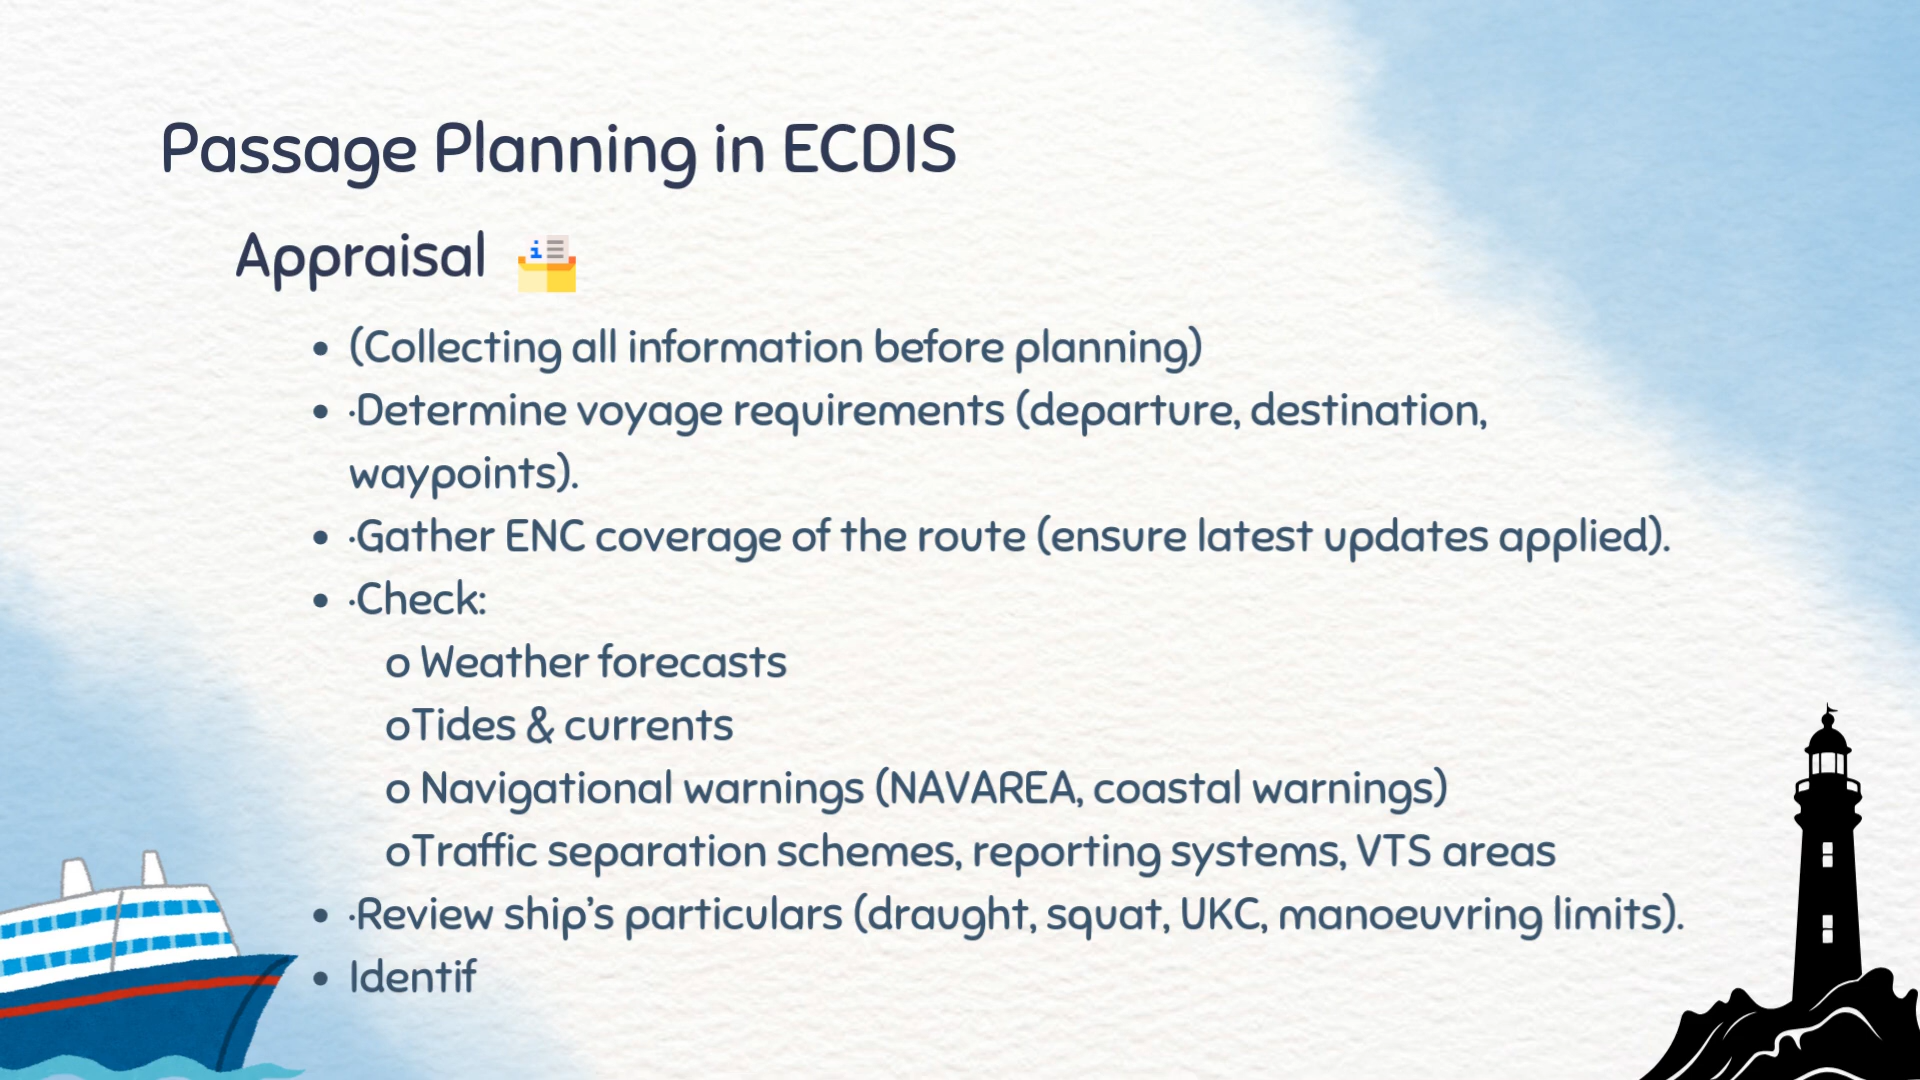 Passage Planning in ECDIS
Appraisal
• (Collecting all information before planning)
• ·Determine voyage requirements (departure, destination,
waypoints).
• ·Gather ENC coverage of the route (ensure latest updates applied).
• ·Check:
o Weather forecasts
oTides & currents
o Navigational warnings (NAVAREA, coastal warnings)
oTraffic separation schemes, reporting systems, VTS areas
• ·Review ship’s particulars (draught, squat, UKC, manoeuvring limits).
• Identif